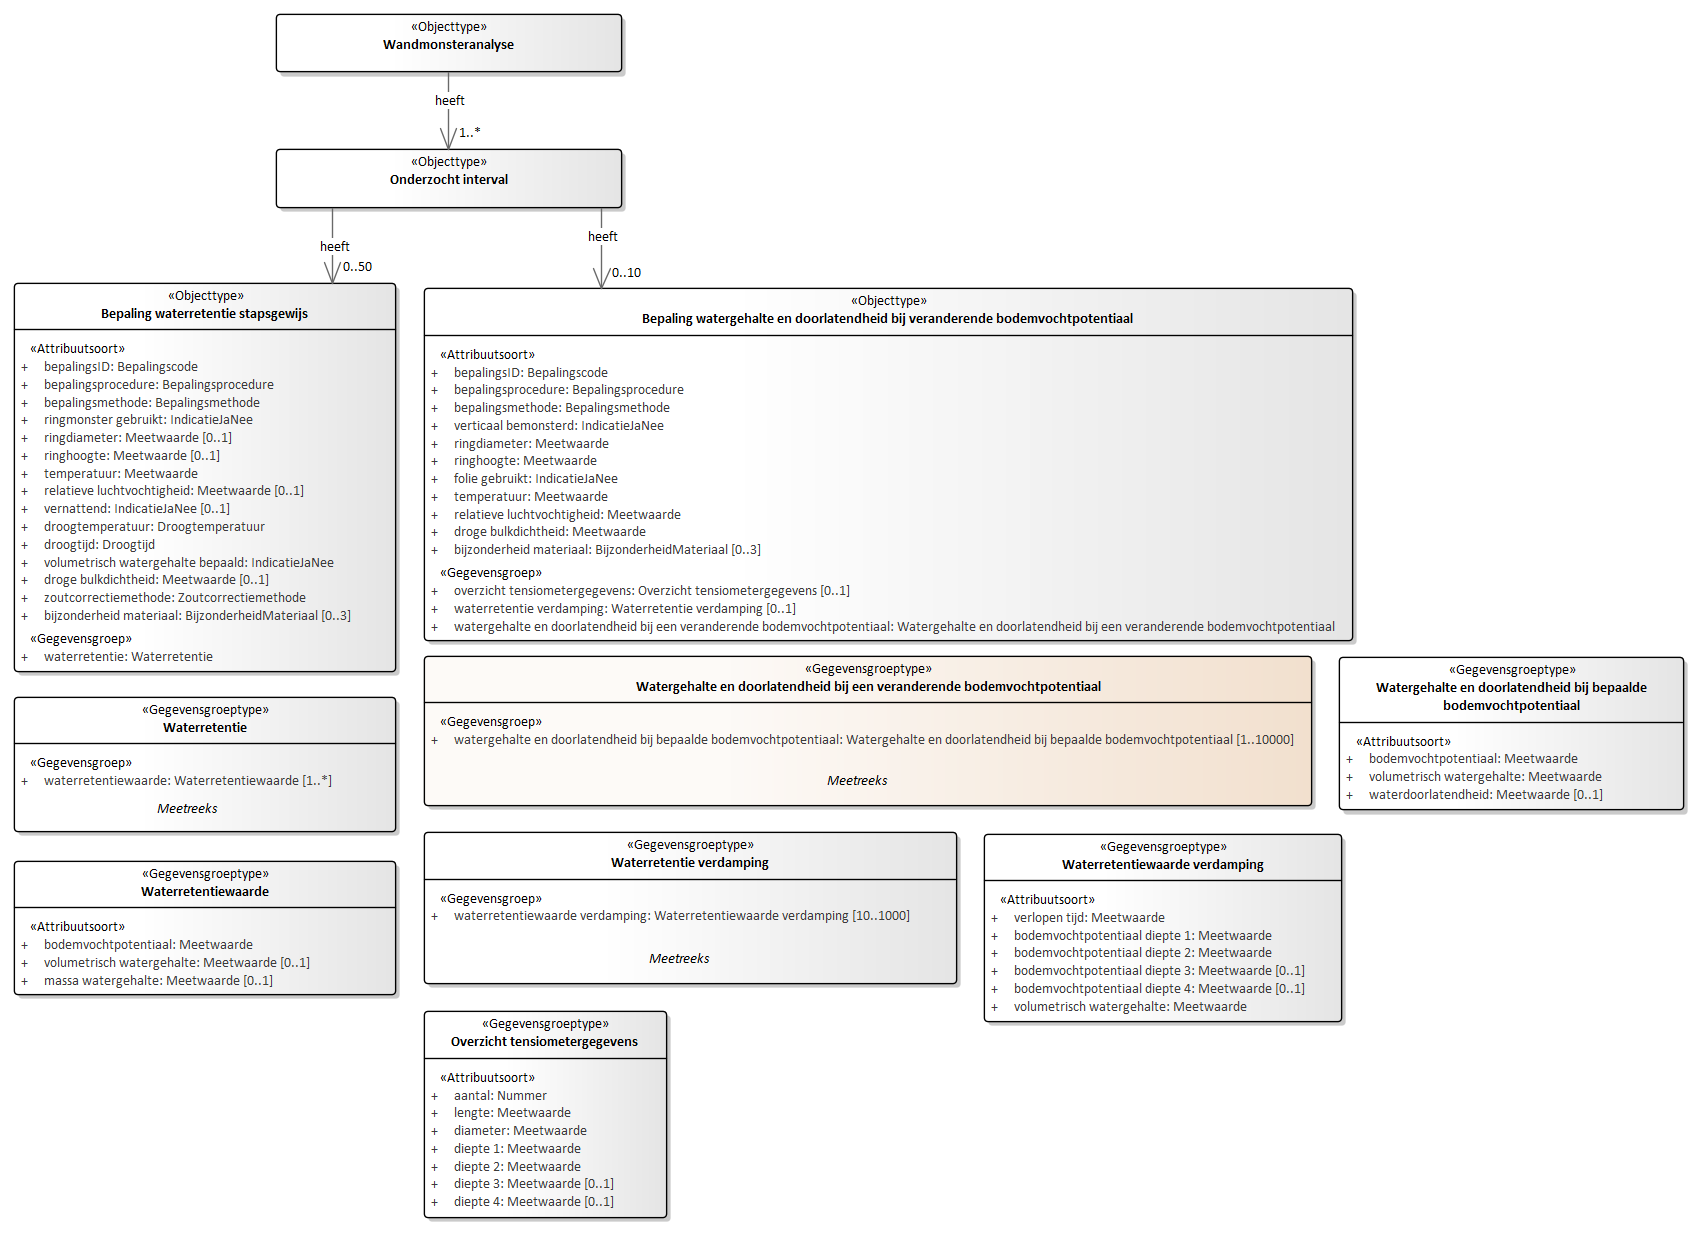 «Objecttype»
Wandmonsteranalyse
heeft
1..*
«Objecttype»
Onderzocht interval
heeft
0..50
heeft
0..10
«Objecttype»
Bepaling waterretentie stapsgewijs
«Attribuutsoort»
+ bepalingsID: Bepalingscode
+ bepalingsprocedure: Bepalingsprocedure
+ bepalingsmethode: Bepalingsmethode
+ ringmonster gebruikt: IndicatieJaNee
+ ringdiameter: Meetwaarde [0..1]
+ ringhoogte: Meetwaarde [0..1]
+ temperatuur: Meetwaarde
+ relatieve luchtvochtigheid: Meetwaarde [0..1]
+ vernattend: IndicatieJaNee [0..1]
+ droogtemperatuur: Droogtemperatuur
+ droogtijd: Droogtijd
+ volumetrisch watergehalte bepaald: IndicatieJaNee
+ droge bulkdichtheid: Meetwaarde [0..1]
+ zoutcorrectiemethode: Zoutcorrectiemethode
+ bijzonderheid materiaal: BijzonderheidMateriaal [0..3]
«Gegevensgroep»
+ waterretentie: Waterretentie
«Objecttype»
Bepaling watergehalte en doorlatendheid bij veranderende bodemvochtpotentiaal
«Attribuutsoort»
+ bepalingsID: Bepalingscode
+ bepalingsprocedure: Bepalingsprocedure
+ bepalingsmethode: Bepalingsmethode
+ verticaal bemonsterd: IndicatieJaNee
+ ringdiameter: Meetwaarde
+ ringhoogte: Meetwaarde
+ folie gebruikt: IndicatieJaNee
+ temperatuur: Meetwaarde
+ relatieve luchtvochtigheid: Meetwaarde
+ droge bulkdichtheid: Meetwaarde
+ bijzonderheid materiaal: BijzonderheidMateriaal [0..3]
«Gegevensgroep»
+ overzicht tensiometergegevens: Overzicht tensiometergegevens [0..1]
+ waterretentie verdamping: Waterretentie verdamping [0..1]
+ watergehalte en doorlatendheid bij een veranderende bodemvochtpotentiaal: Watergehalte en doorlatendheid bij een veranderende bodemvochtpotentiaal
«Gegevensgroeptype»
Watergehalte en doorlatendheid bij een veranderende bodemvochtpotentiaal
«Gegevensgroep»
+ watergehalte en doorlatendheid bij bepaalde bodemvochtpotentiaal: Watergehalte en doorlatendheid bij bepaalde bodemvochtpotentiaal [1..10000]
Meetreeks
«Gegevensgroeptype»
Watergehalte en doorlatendheid bij bepaalde
bodemvochtpotentiaal
«Attribuutsoort»
+ bodemvochtpotentiaal: Meetwaarde
+ volumetrisch watergehalte: Meetwaarde
+ waterdoorlatendheid: Meetwaarde [0..1]
«Gegevensgroeptype»
Waterretentie
«Gegevensgroep»
+ waterretentiewaarde: Waterretentiewaarde [1..*]
Meetreeks
«Gegevensgroeptype»
Waterretentiewaarde
«Attribuutsoort»
+ bodemvochtpotentiaal: Meetwaarde
+ volumetrisch watergehalte: Meetwaarde [0..1]
+ massa watergehalte: Meetwaarde [0..1]
«Gegevensgroeptype»
Waterretentie verdamping
«Gegevensgroep»
+ waterretentiewaarde verdamping: Waterretentiewaarde verdamping [10..1000]
Meetreeks
«Gegevensgroeptype»
Waterretentiewaarde verdamping
«Attribuutsoort»
+ verlopen tijd: Meetwaarde
+ bodemvochtpotentiaal diepte 1: Meetwaarde
+ bodemvochtpotentiaal diepte 2: Meetwaarde
+ bodemvochtpotentiaal diepte 3: Meetwaarde [0..1]
+ bodemvochtpotentiaal diepte 4: Meetwaarde [0..1]
+ volumetrisch watergehalte: Meetwaarde
«Gegevensgroeptype»
Overzicht tensiometergegevens
«Attribuutsoort»
+ aantal: Nummer
+ lengte: Meetwaarde
+ diameter: Meetwaarde
+ diepte 1: Meetwaarde
+ diepte 2: Meetwaarde
+ diepte 3: Meetwaarde [0..1]
+ diepte 4: Meetwaarde [0..1]